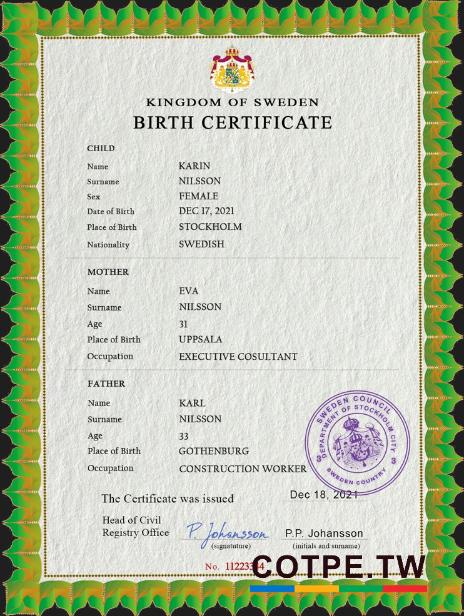 KINGDOM OF SWEDEN
BIRTH CERTIFICATE
CHILD
Name KARIN
Surname NILSSON
Sex FEMALE
Date of Birth DEC 17, 2021
Place of Birth STOCKHOLM
Nationality SWEDISH
MOTHER
Name EVA
Surname NILSSON
Age 31
Place of Birth UPPSALA
Occupation EXECUTIVE COSULTANT
FATHER
Name KARL
Surname NILSSON
Age 33
Place of Birth GOTHENBURG
Occupation CONSTRUCTION WORKER
SWEDEN COUNCIL
DEPARTMENT OF STOCKHOLM CITY
SWEDEN COUNTRY
The Certificate was issued Dec 18, 2021
Head of Civil
Registry Office P. Johansson P.P. Johansson
(signatuture) (initials and surname)
No. 11223
COTPE.TW